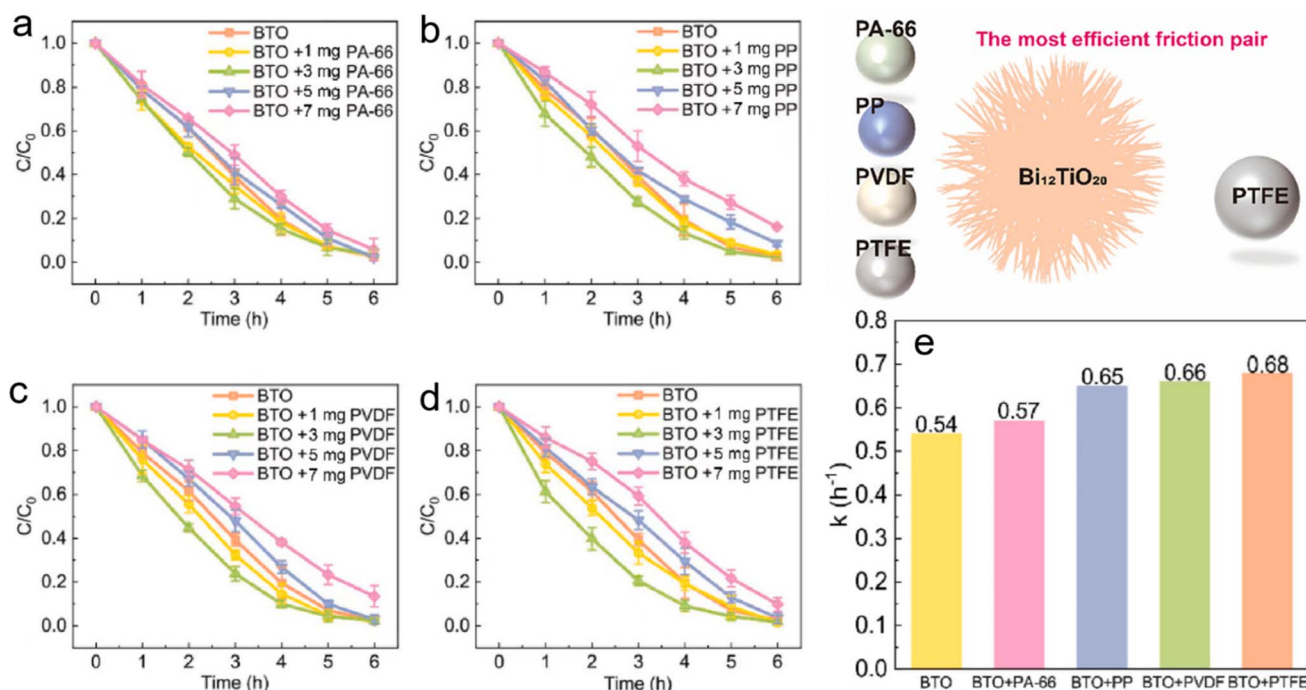 a
BTO
BTO +1 mg PA-66
BTO +3 mg PA-66
BTO +5 mg PA-66
BTO +7 mg PA-66
C/C₀
1.0
0.8
0.6
0.4
0.2
0.0
0 1 2 3 4 5 6
Time (h)
b
BTO
BTO +1 mg PP
BTO +3 mg PP
BTO +5 mg PP
BTO +7 mg PP
C/C₀
1.0
0.8
0.6
0.4
0.2
0.0
0 1 2 3 4 5 6
Time (h)
PA-66
PP
PVDF
PTFE
The most efficient friction pair
Bi₁₂TiO₂₀
PTFE
c
BTO
BTO +1 mg PVDF
BTO +3 mg PVDF
BTO +5 mg PVDF
BTO +7 mg PVDF
C/C₀
1.0
0.8
0.6
0.4
0.2
0.0
0 1 2 3 4 5 6
Time (h)
d
BTO
BTO +1 mg PTFE
BTO +3 mg PTFE
BTO +5 mg PTFE
BTO +7 mg PTFE
C/C₀
1.0
0.8
0.6
0.4
0.2
0.0
0 1 2 3 4 5 6
Time (h)
e
k (h⁻¹)
0.8
0.7
0.6
0.5
0.4
0.3
0.2
0.1
0.0
0.54 0.57 0.65 0.66 0.68
BTO BTO+PA-66 BTO+PP BTO+PVDF BTO+PTFE